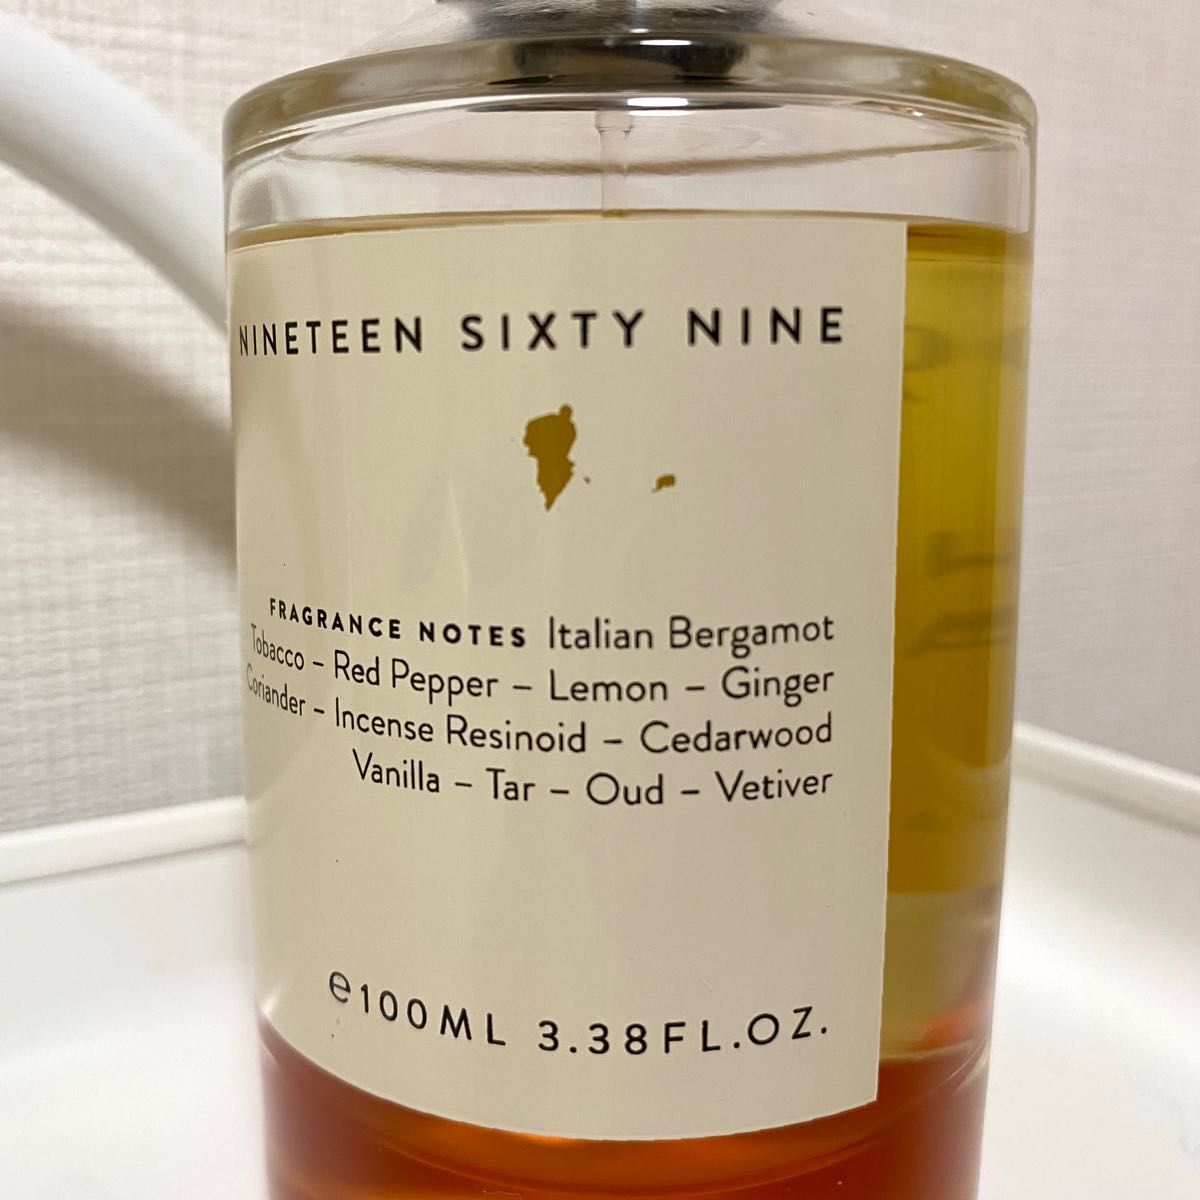 NINETEEN SIXTY NINE
FRAGRANCE NOTES Italian Bergamot
Tobacco – Red Pepper – Lemon – Ginger
Coriander – Incense Resinoid – Cedarwood
Vanilla – Tar – Oud – Vetiver
℮100ML 3.38FL.OZ.